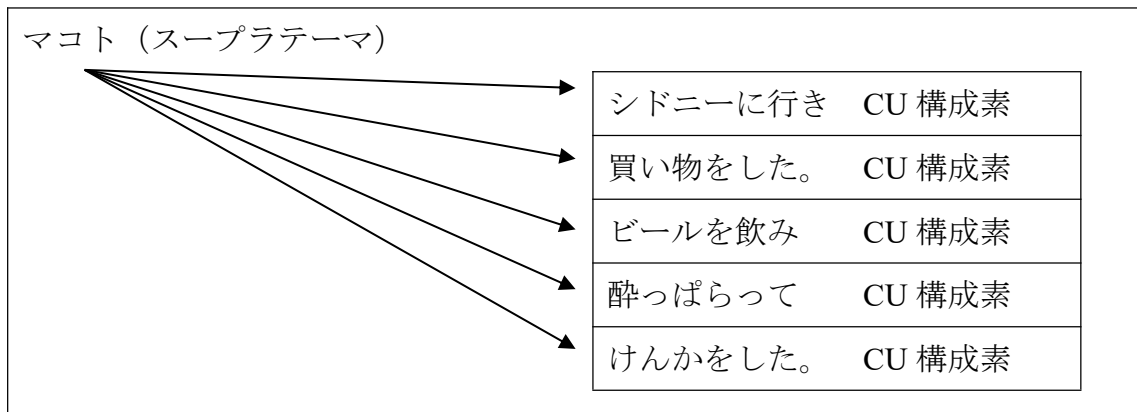 マコト（スープラテーマ）
シドニーに行き　CU 構成素
買い物をした。　CU 構成素
ビールを飲み　CU 構成素
酔っぱらって　CU 構成素
けんかをした。　CU 構成素